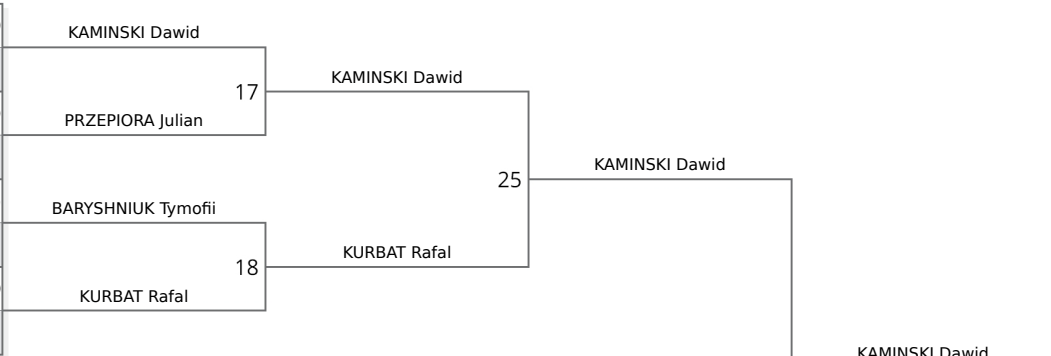 KAMINSKI Dawid
KAMINSKI Dawid
17
PRZEPIORA Julian
KAMINSKI Dawid
25
BARYSHNIUK Tymofii
KURBAT Rafal
18
KURBAT Rafal
KAMINSKI Dawid